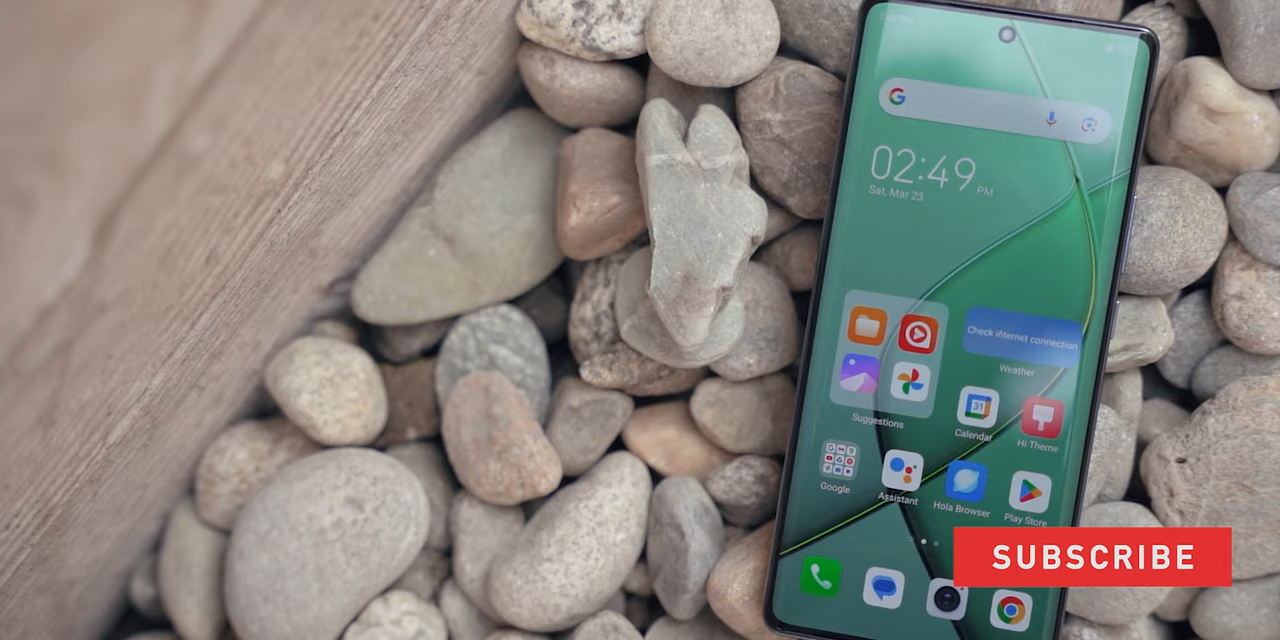 02:49 PM
Sat, Mar 23
Check internet connection
Weather
Suggestions
31
Calendar
Hi Theme
Google
Assistant
Hola Browser
Play Store
SUBSCRIBE